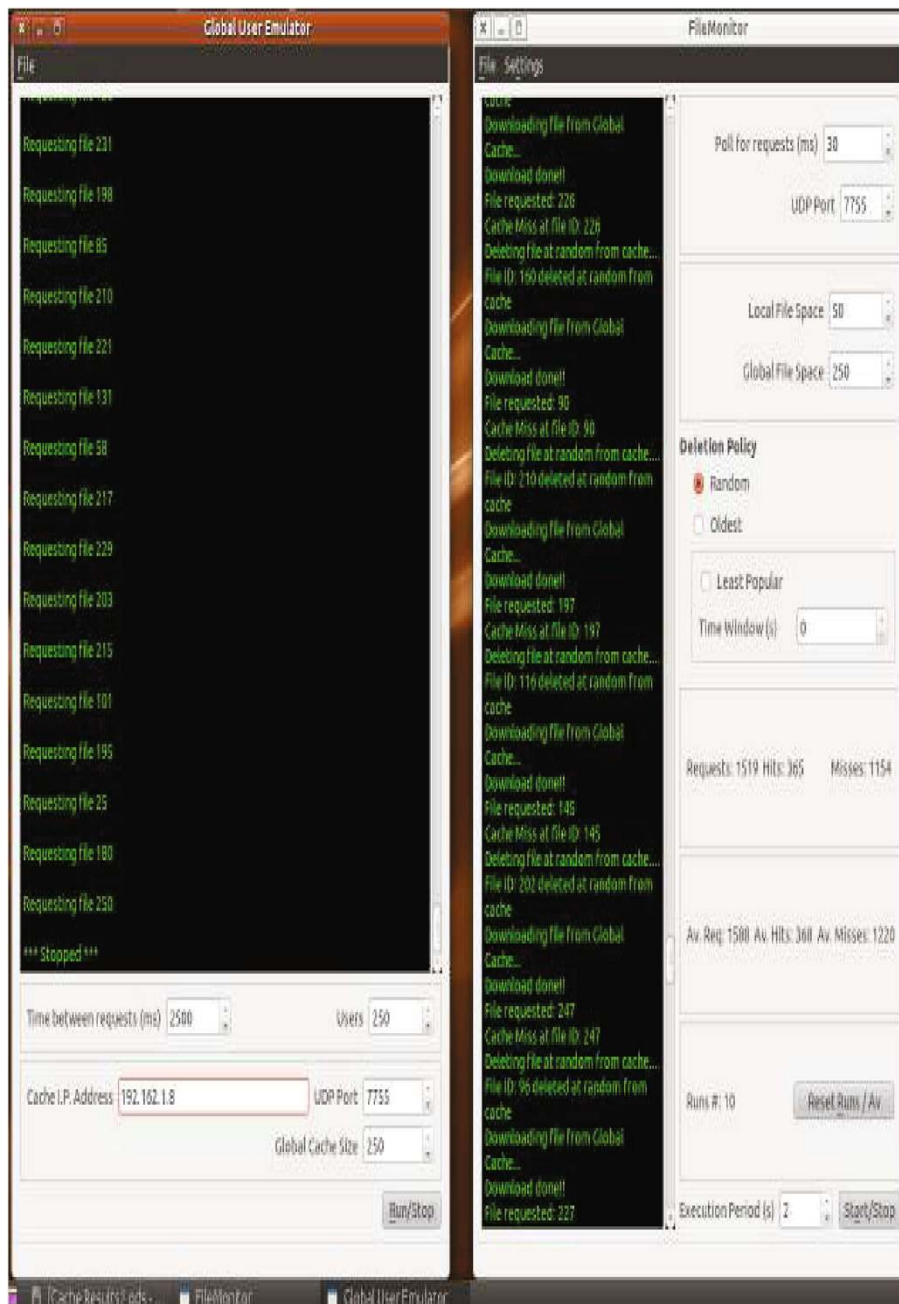 Global User Emulator
File
Requesting file 231
Requesting file 198
Requesting file 85
Requesting file 210
Requesting file 221
Requesting file 131
Requesting file 58
Requesting file 217
Requesting file 229
Requesting file 203
Requesting file 215
Requesting file 101
Requesting file 195
Requesting file 25
Requesting file 180
Requesting file 250
*** Stopped ***
Time between requests (ms) 2500 Users 250
Cache I.P. Address 192.162.1.8 UDP Port 7755
Global Cache Size 250
Run/Stop
FileMonitor
File Settings
cache
Downloading file from Global
Cache...
Download done!!
File requested: 226
Cache Miss at file ID: 226
Deleting file at random from cache....
File ID: 160 deleted at random from
cache
Downloading file from Global
Cache...
Download done!!
File requested: 90
Cache Miss at file ID: 90
Deleting file at random from cache....
File ID: 210 deleted at random from
cache
Downloading file from Global
Cache...
Download done!!
File requested: 197
Cache Miss at file ID: 197
Deleting file at random from cache....
File ID: 116 deleted at random from
cache
Downloading file from Global
Cache...
Download done!!
File requested: 145
Cache Miss at file ID: 145
Deleting file at random from cache....
File ID: 202 deleted at random from
cache
Downloading file from Global
Cache...
Download done!!
File requested: 247
Cache Miss at file ID: 247
Deleting file at random from cache....
File ID: 96 deleted at random from
cache
Downloading file from Global
Cache...
Download done!!
File requested: 227
Poll for requests (ms) 30
UDP Port 7755
Local File Space 50
Global File Space 250
Deletion Policy
Random
Oldest
Least Popular
Time Window (s) 0
Requests: 1519 Hits: 365 Misses: 1154
Av. Req: 1580 Av. Hits: 360 Av. Misses: 1220
Runs #: 10 Reset Runs / Av
Execution Period (s) 2 Start/Stop
FileMonitor
Global User Emulator